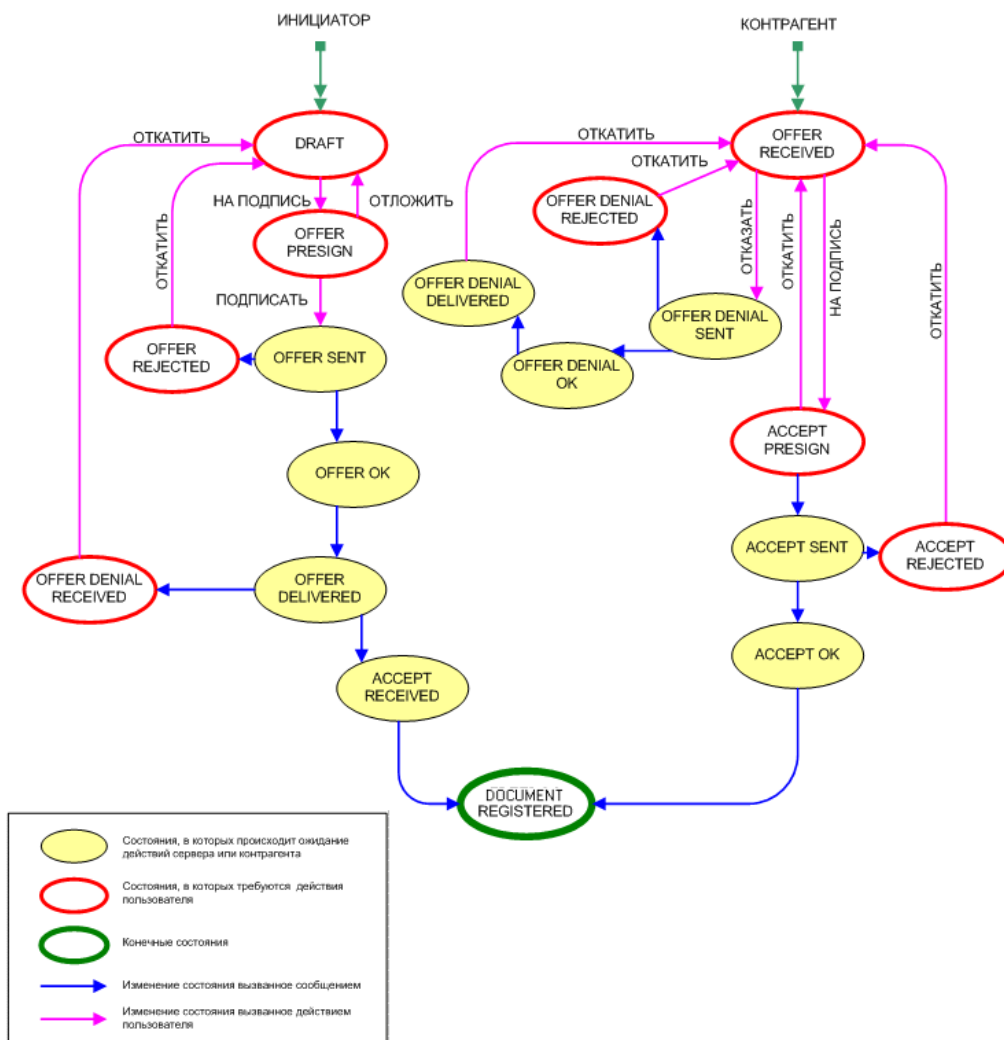 ИНИЦИАТОР
КОНТРАГЕНТ
ОТКАТИТЬ
DRAFT
ОТКАТИТЬ
НА ПОДПИСЬ
ОТЛОЖИТЬ
OFFER
PRESIGN
ПОДПИСАТЬ
OFFER
REJECTED
OFFER SENT
OFFER OK
OFFER DENIAL
RECEIVED
OFFER
DELIVERED
ACCEPT
RECEIVED
ОТКАТИТЬ
ОТКАТИТЬ
OFFER
RECEIVED
OFFER DENIAL
REJECTED
OFFER DENIAL
DELIVERED
OFFER DENIAL
SENT
OFFER DENIAL
OK
ОТКАЗАТЬ
ОТКАТИТЬ
НА ПОДПИСЬ
ОТКАТИТЬ
ACCEPT
PRESIGN
ACCEPT SENT
ACCEPT
REJECTED
ACCEPT OK
DOCUMENT
REGISTERED
Состояния, в которых происходит ожидание
действий сервера или контрагента
Состояния, в которых требуются действия
пользователя
Конечные состояния
Изменение состояния вызванное сообщением
Изменение состояния вызванное действием
пользователя